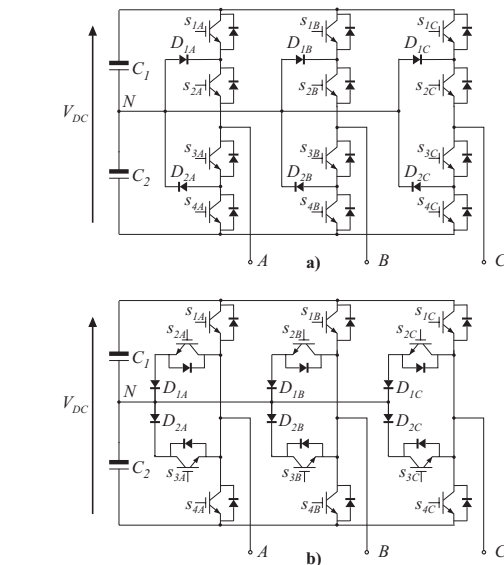 s1A s1B s1C
D1A D1B D1C
C1
s2A s2B s2C
N
VDC
s3A s3B s3C
C2 D2A D2B D2C
s4A s4B s4C
A B C
a)
s1A s1B s1C
s2A s2B s2C
C1
N D1A D1B D1C
VDC
D2A D2B D2C
C2
s3A s3B s3C
s4A s4B s4C
A B C
b)